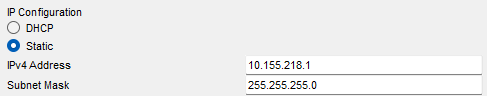 IP Configuration
DHCP
Static
IPv4 Address 10.155.218.1
Subnet Mask 255.255.255.0